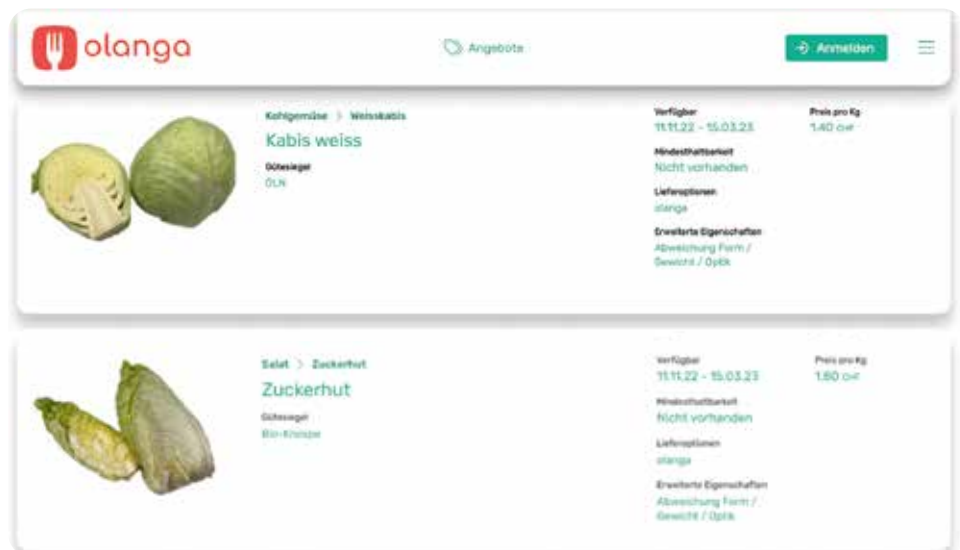 olanga
Angebote
Anmelden
Kohlgemüse > Weisskabis
Kabis weiss
Gütesiegel
ÖLN
Verfügbar
11.11.22 - 15.03.23
Mindesthaltbarkeit
Nicht vorhanden
Lieferoptionen
olanga
Erweiterte Eigenschaften
Abweichung Form /
Gewicht / Optik
Preis pro Kg
1.40 CHF
Salat > Zuckerhut
Zuckerhut
Gütesiegel
Bio-Knospe
Verfügbar
11.11.22 - 15.03.23
Mindesthaltbarkeit
Nicht vorhanden
Lieferoptionen
olanga
Erweiterte Eigenschaften
Abweichung Form /
Gewicht / Optik
Preis pro Kg
1.60 CHF